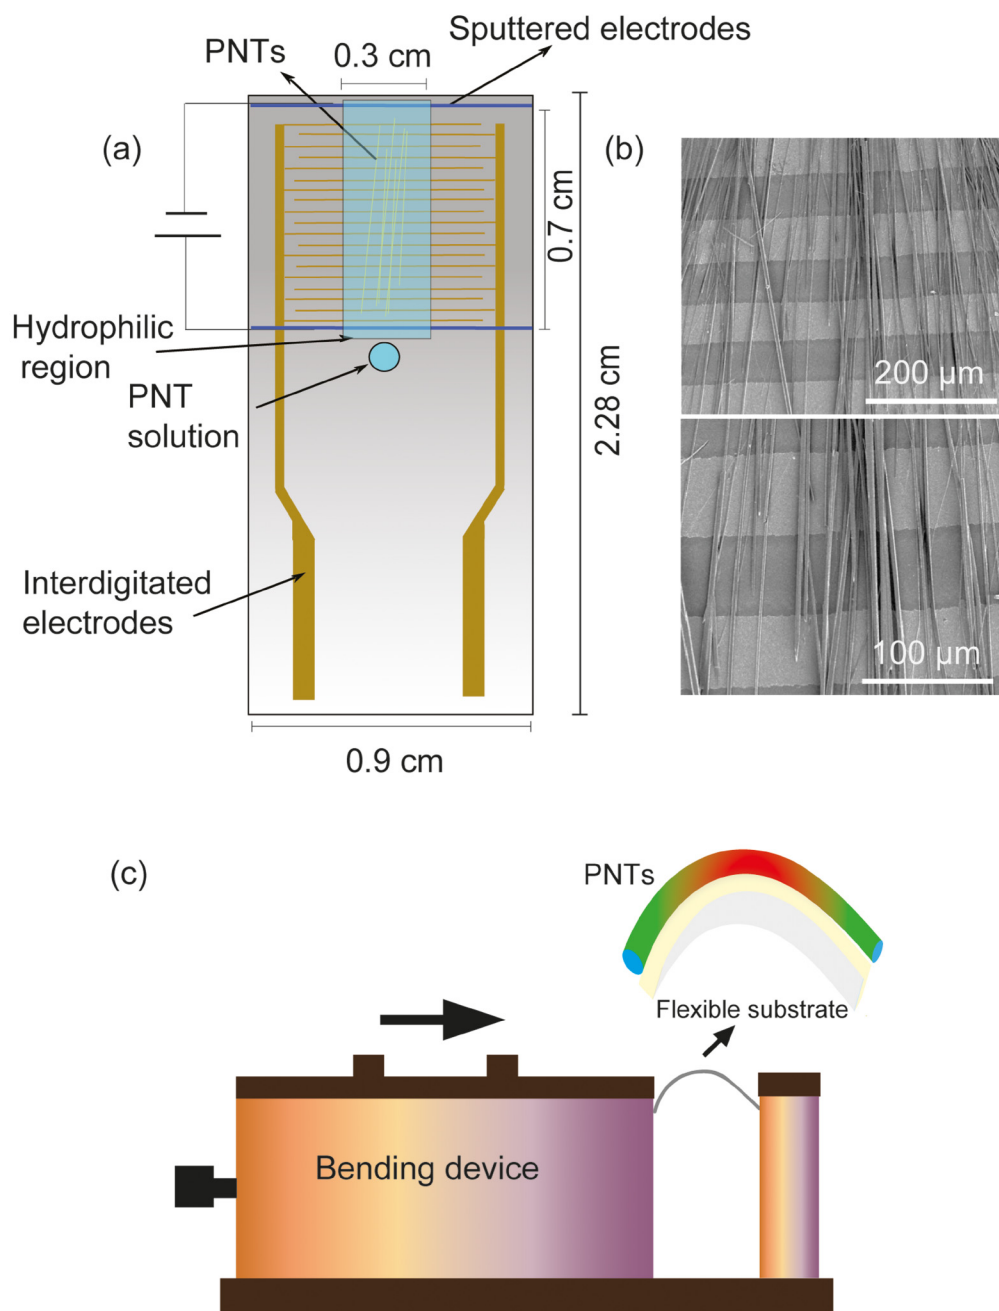 Sputtered electrodes
PNTs
0.3 cm
(a)
(b)
0.7 cm
Hydrophilic
region
PNT
solution
2.28 cm
200 µm
Interdigitated
electrodes
100 µm
0.9 cm
(c)
PNTs
Flexible substrate
Bending device